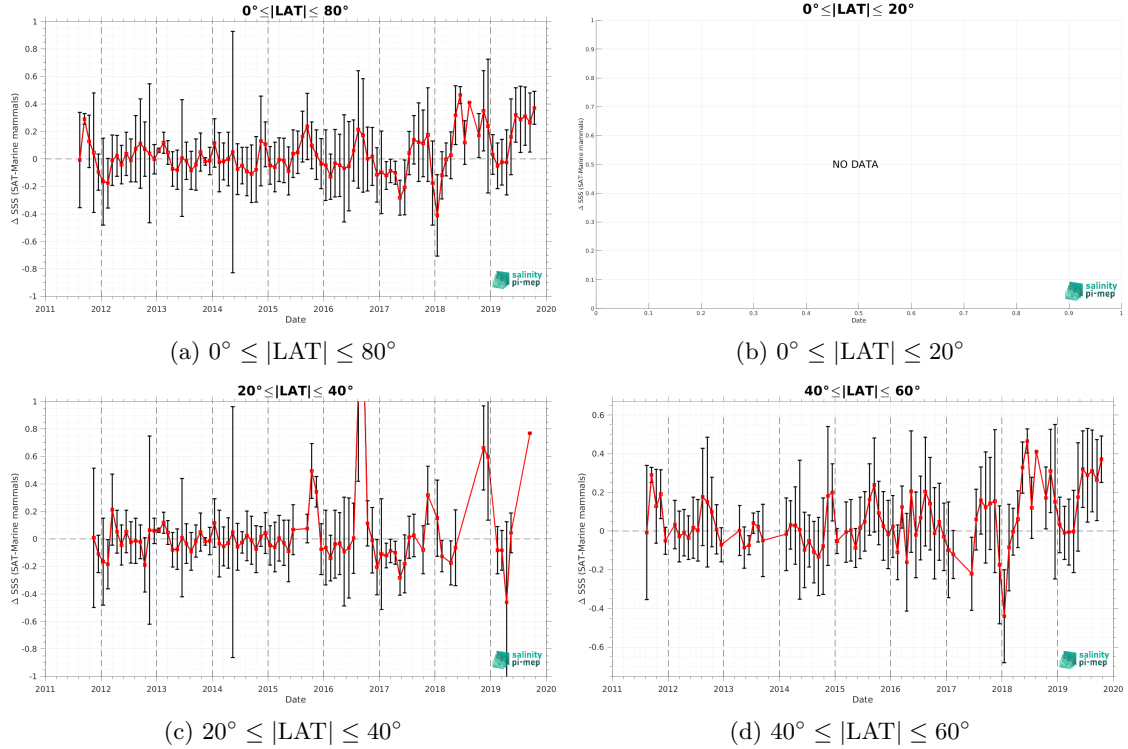 0°≤|LAT|≤ 80°
Δ SSS (SAT-Marine mammals)
1
0.8
0.6
0.4
0.2
0
-0.2
-0.4
-0.6
-0.8
-1
2011 2012 2013 2014 2015 2016 2017 2018 2019 2020
Date
salinity
pi-mep
(a) 0° ≤ |LAT| ≤ 80°
0°≤|LAT|≤ 20°
Δ SSS (SAT-Marine mammals)
1
0.9
0.8
0.7
0.6
0.5
0.4
0.3
0.2
0.1
0
NO DATA
0 0.1 0.2 0.3 0.4 0.5 0.6 0.7 0.8 0.9 1
Date
salinity
pi-mep
(b) 0° ≤ |LAT| ≤ 20°
20°≤|LAT|≤ 40°
Δ SSS (SAT-Marine mammals)
1
0.8
0.6
0.4
0.2
0
-0.2
-0.4
-0.6
-0.8
-1
2011 2012 2013 2014 2015 2016 2017 2018 2019 2020
Date
salinity
pi-mep
(c) 20° ≤ |LAT| ≤ 40°
40°≤|LAT|≤ 60°
Δ SSS (SAT-Marine mammals)
0.6
0.4
0.2
0
-0.2
-0.4
-0.6
2011 2012 2013 2014 2015 2016 2017 2018 2019 2020
Date
salinity
pi-mep
(d) 40° ≤ |LAT| ≤ 60°